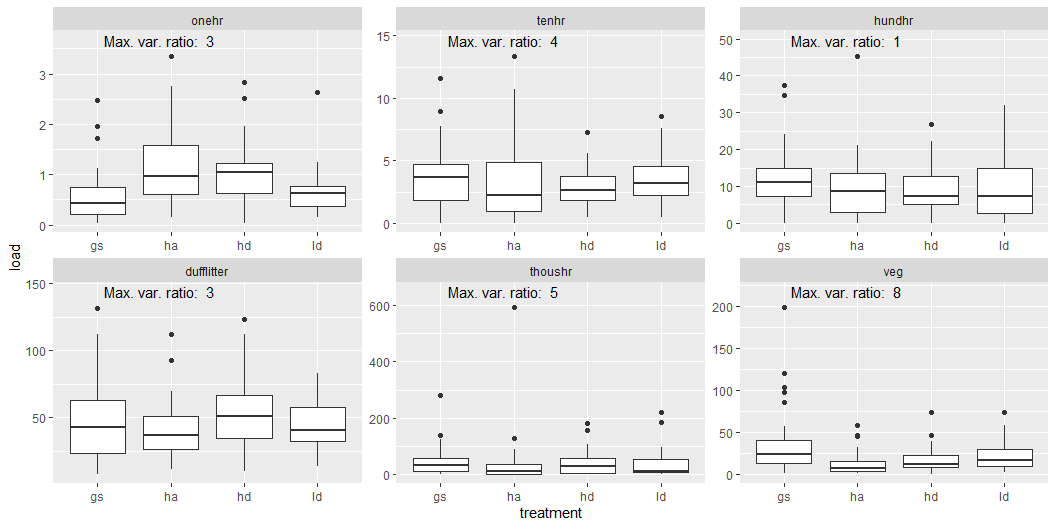 onehr tenhr hundhr
Max. var. ratio: 3 Max. var. ratio: 4 Max. var. ratio: 1
3 15 50
2 10 40
1 5 30
0 0 20
10
0
gs ha hd ld gs ha hd ld gs ha hd ld
load
dufflitter thoushr veg
Max. var. ratio: 3 Max. var. ratio: 5 Max. var. ratio: 8
150 600 200
100 400 150
50 200 100
0 50
0
gs ha hd ld gs ha hd ld gs ha hd ld
treatment